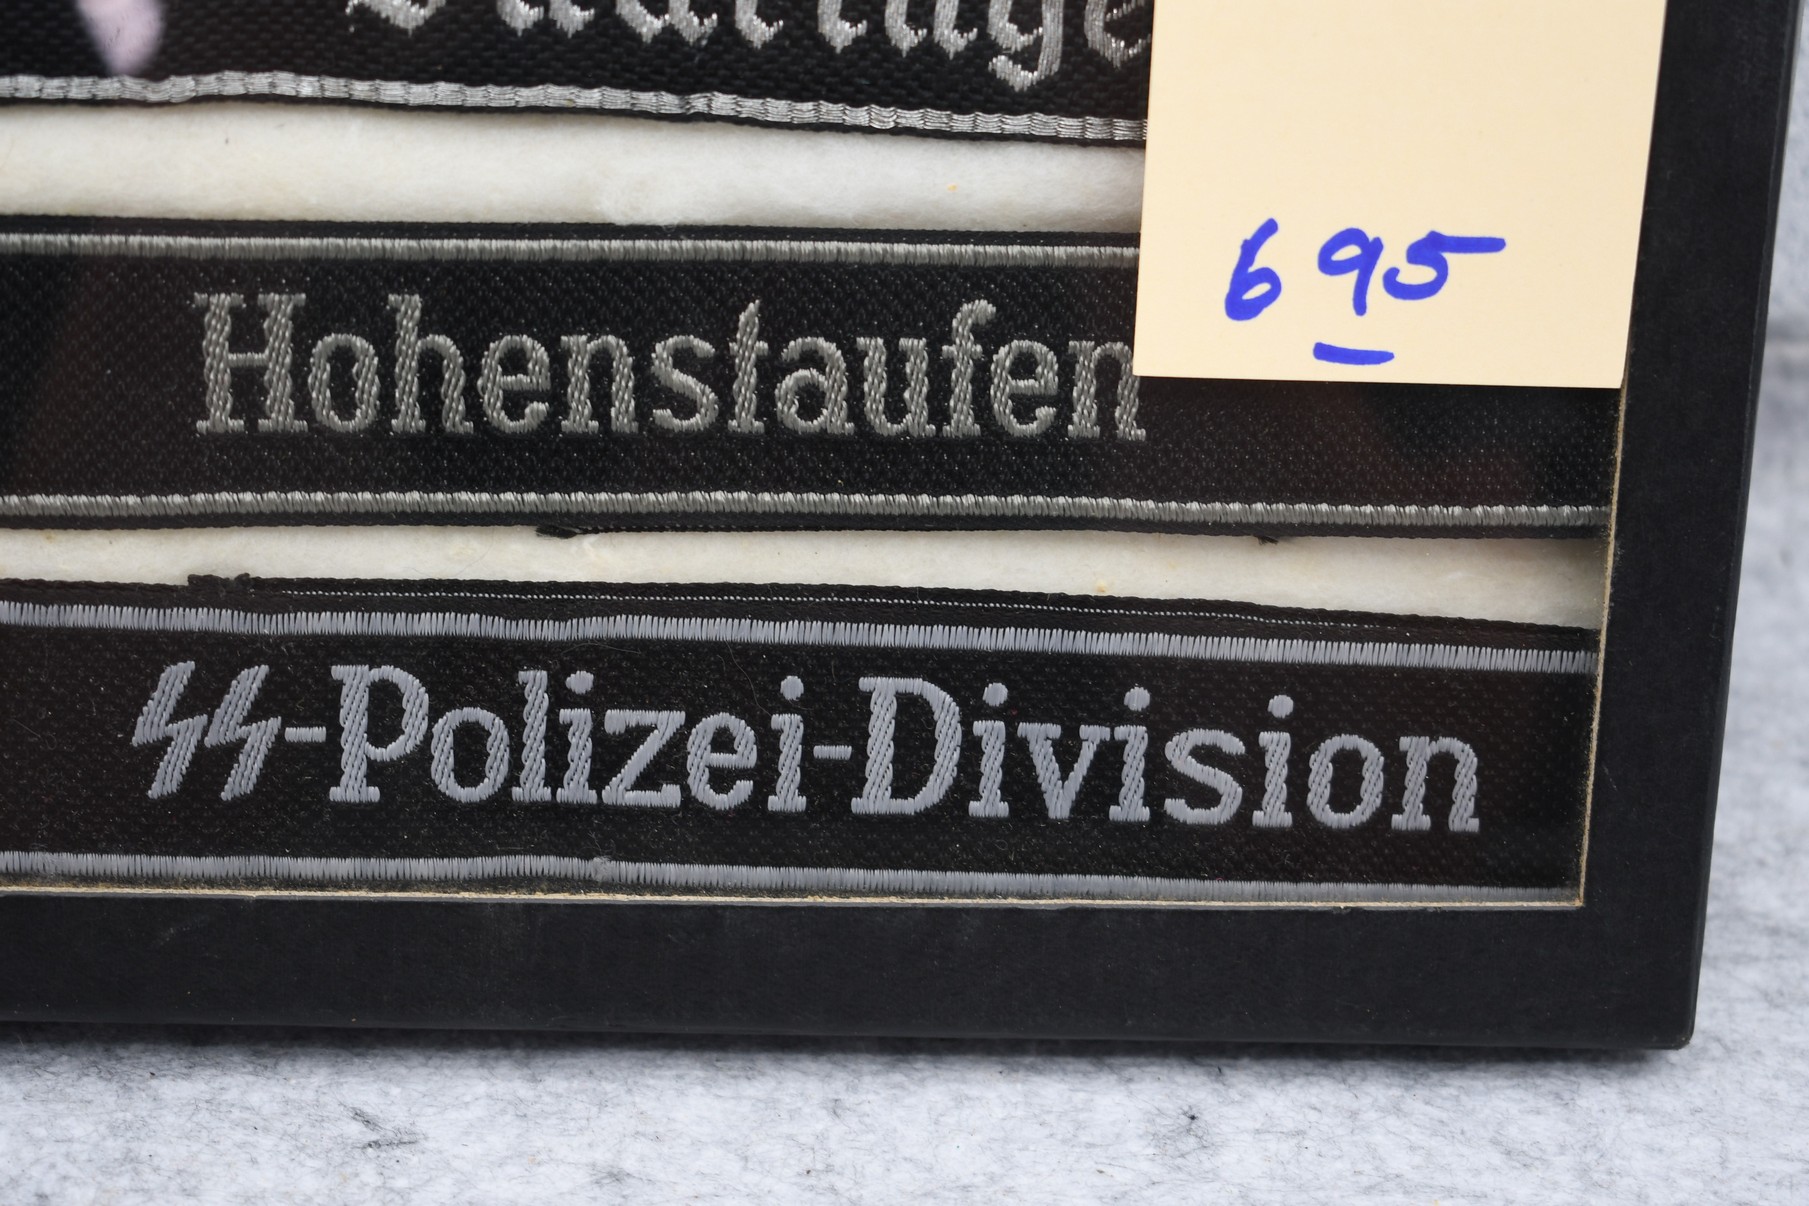 695
Hohenstaufen
ᛋᛋ-Polizei-Division